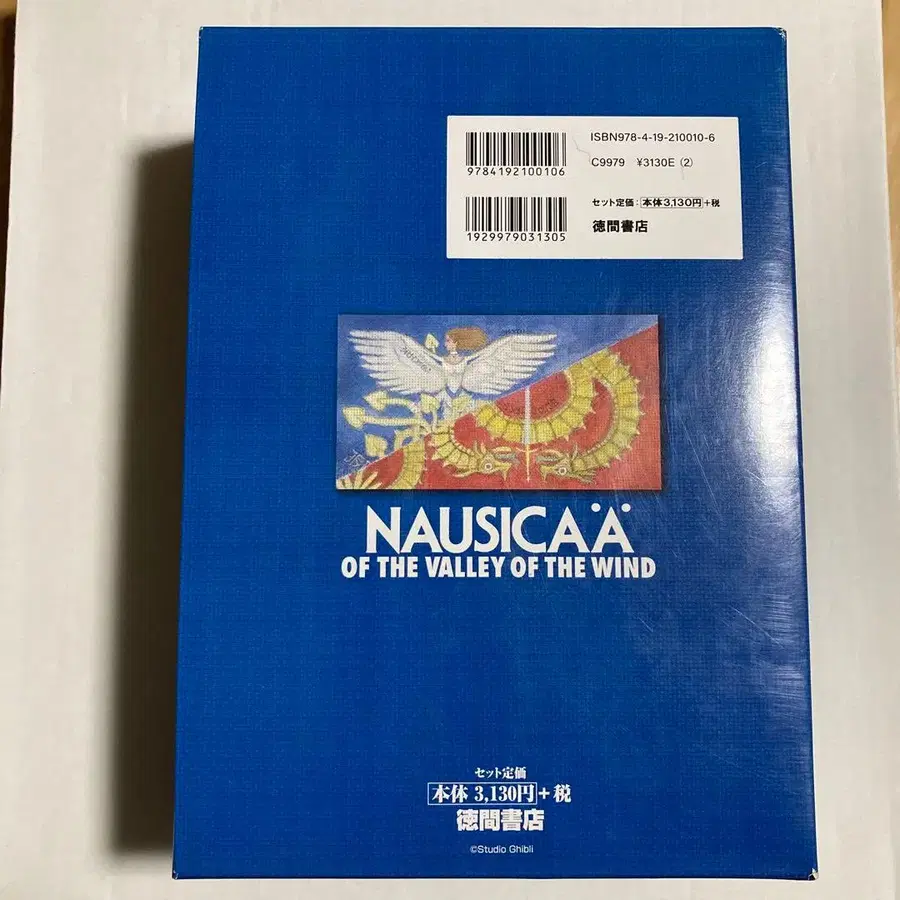 ISBN978-4-19-210010-6
9784192100106
C9979 ¥3130E (2)
セット定価：本体3,130円+税
1929979031305
徳間書店
NAUSICAÄ
OF THE VALLEY OF THE WIND
セット定価
本体 3,130円+税
徳間書店
©Studio Ghibli